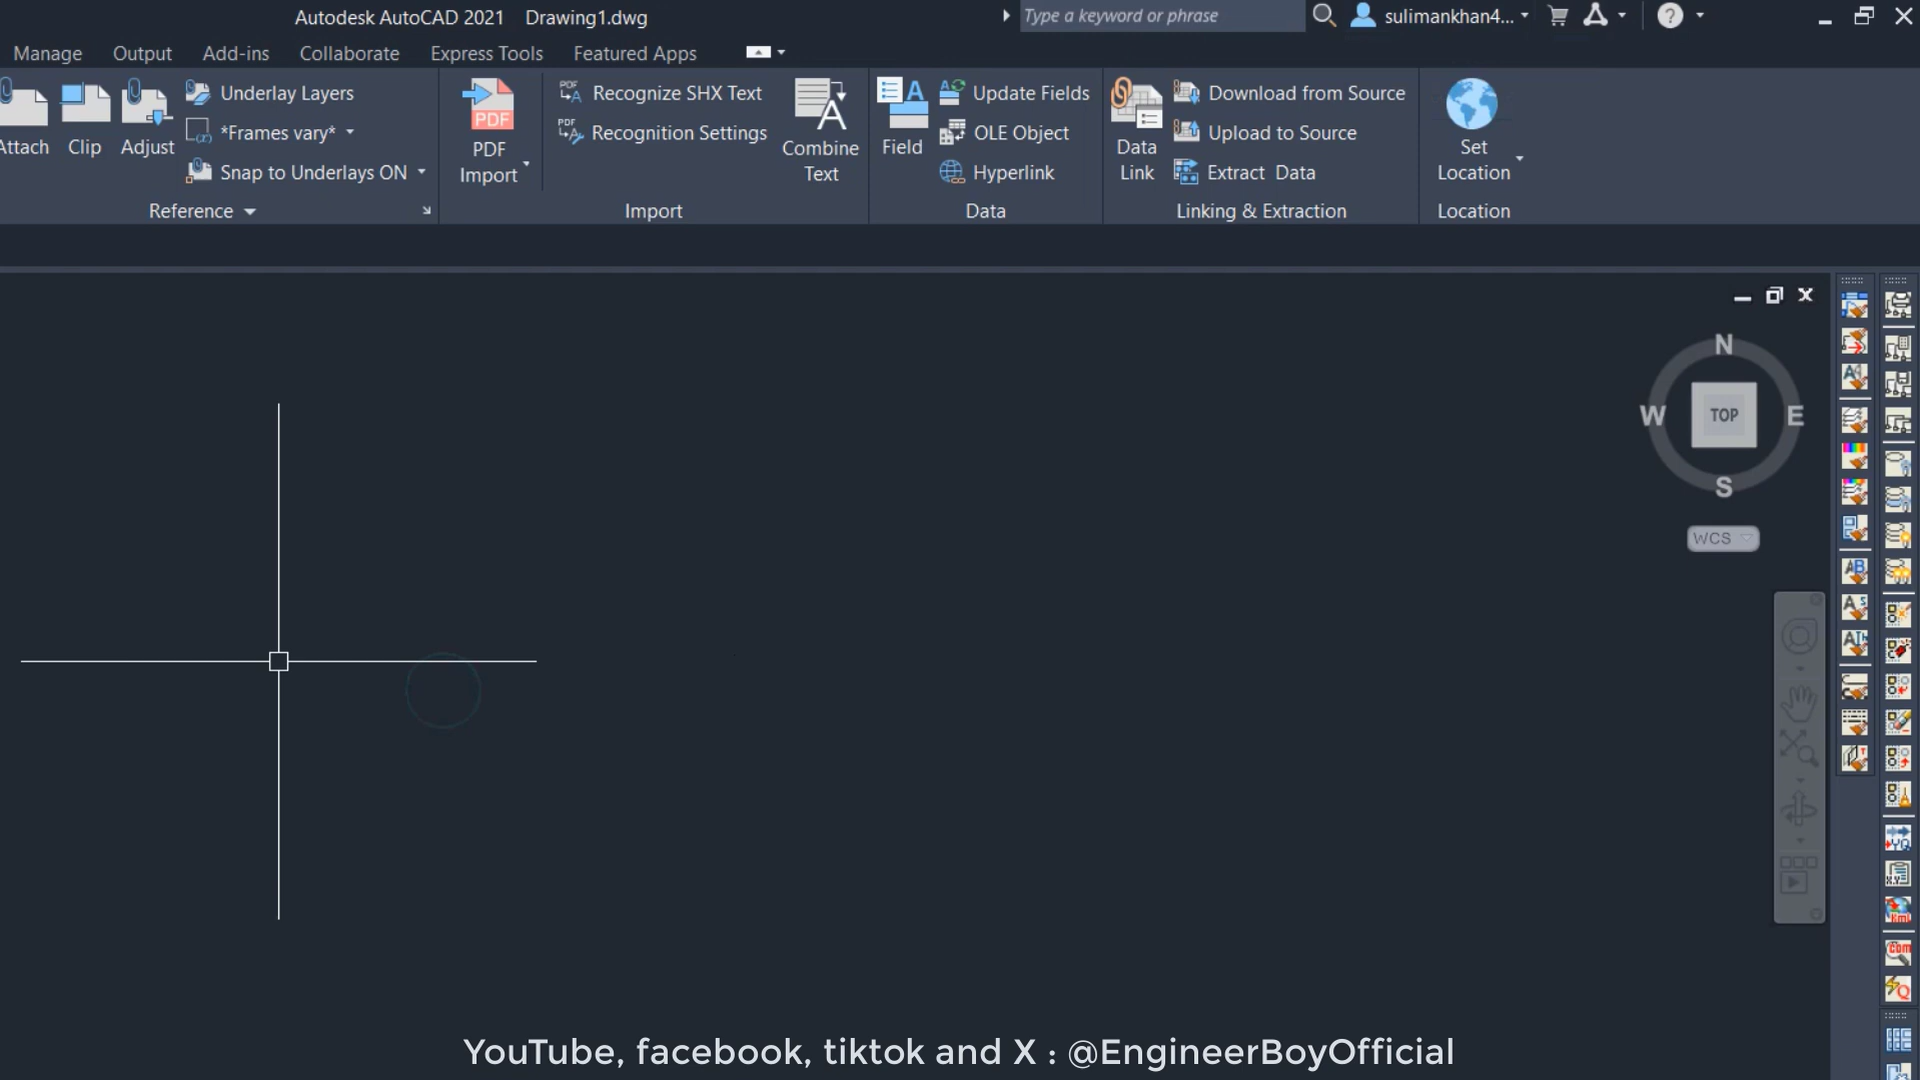 Autodesk AutoCAD 2021 Drawing1.dwg
Type a keyword or phrase
sulimankhan4...
Manage Output Add-ins Collaborate Express Tools Featured Apps
Attach
Clip
Adjust
Underlay Layers
*Frames vary*
Snap to Underlays ON
Reference
PDF
PDF
Import
Recognize SHX Text
Recognition Settings
Combine
Text
Import
Field
Update Fields
OLE Object
Hyperlink
Data
Data
Link
Download from Source
Upload to Source
Extract Data
Linking & Extraction
Set
Location
Location
N
W
TOP
E
S
WCS
YouTube, facebook, tiktok and X : @EngineerBoyOfficial